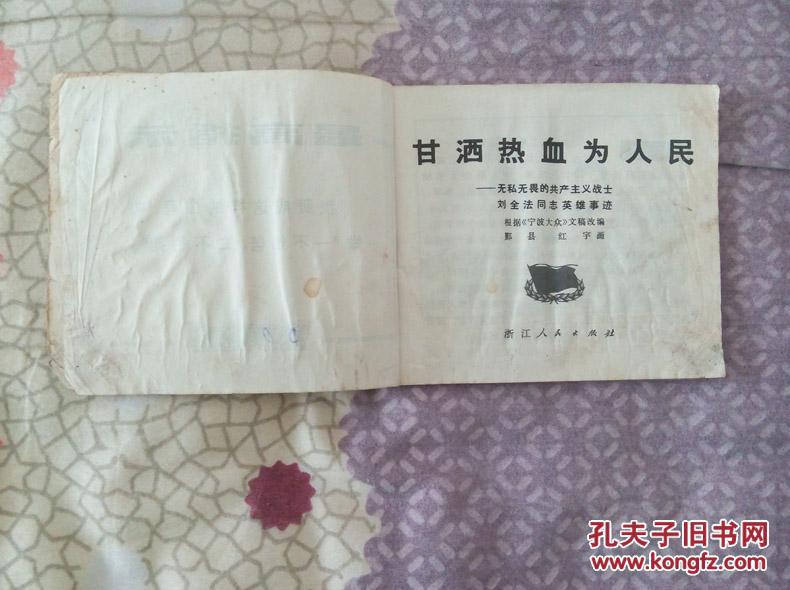 甘洒热血为人民
——无私无畏的共产主义战士
刘全法同志英雄事迹
根据《宁波大众》文稿改编
鄞县 红宇画
浙江人民出版社
孔夫子旧书网
www.kongfz.com